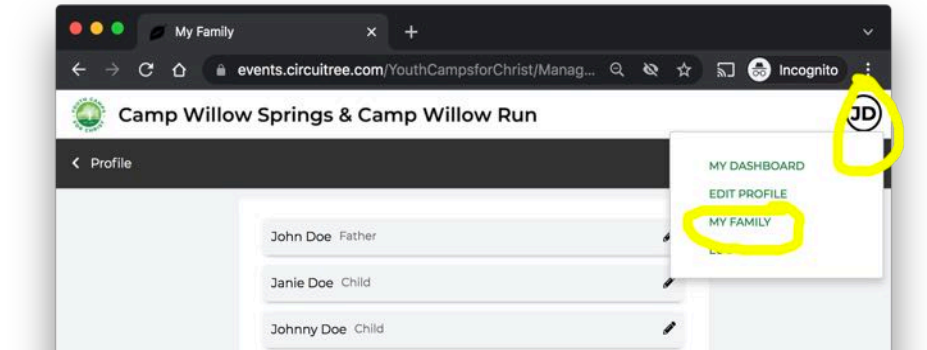 My Family
events.circuitree.com/YouthCampsforChrist/Manag...
Incognito
Camp Willow Springs & Camp Willow Run
JD
Profile
MY DASHBOARD
EDIT PROFILE
MY FAMILY
John Doe Father
Janie Doe Child
Johnny Doe Child